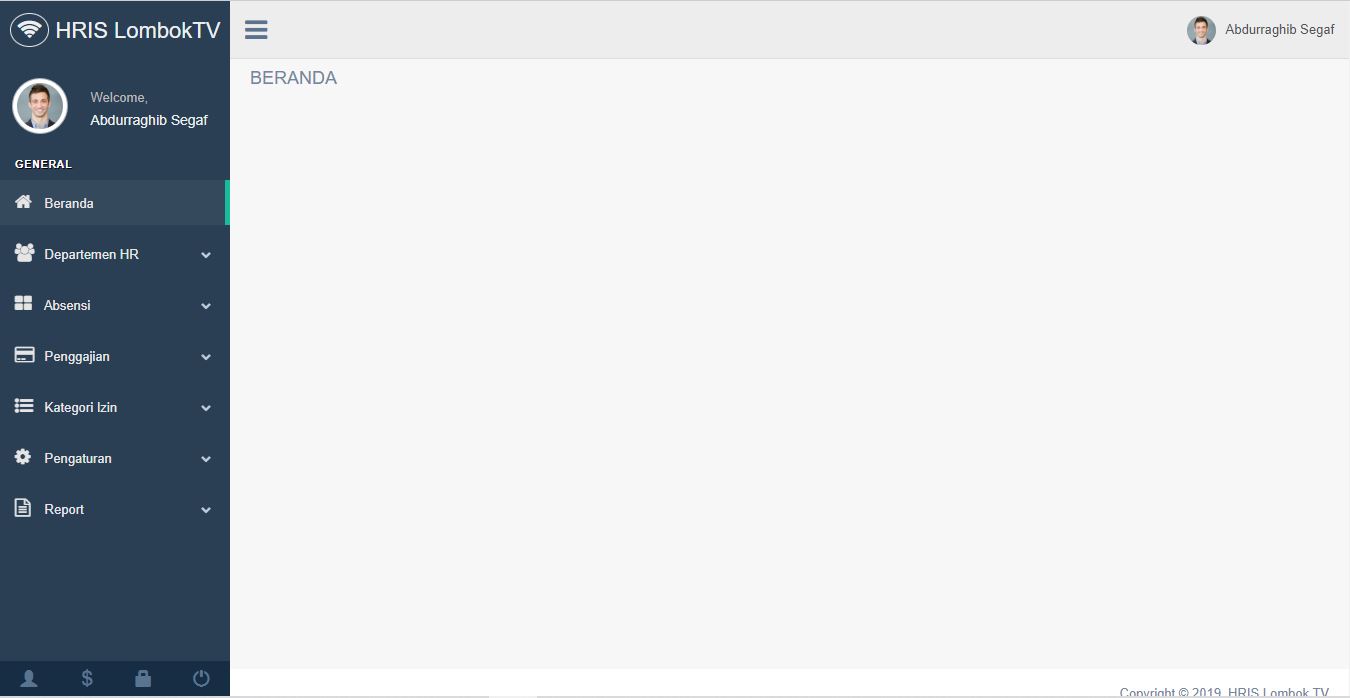 HRIS LombokTV
Abdurraghib Segaf
Welcome,
Abdurraghib Segaf
BERANDA
GENERAL
Beranda
Departemen HR
Absensi
Penggajian
Kategori Izin
Pengaturan
Report
Copyright © 2019 HRIS Lombok TV